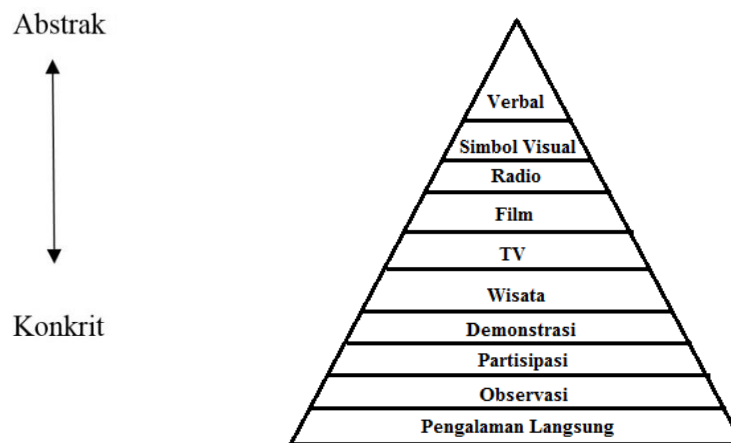 Abstrak
Verbal
Simbol Visual
Radio
Film
TV
Wisata
Konkrit
Demonstrasi
Partisipasi
Observasi
Pengalaman Langsung